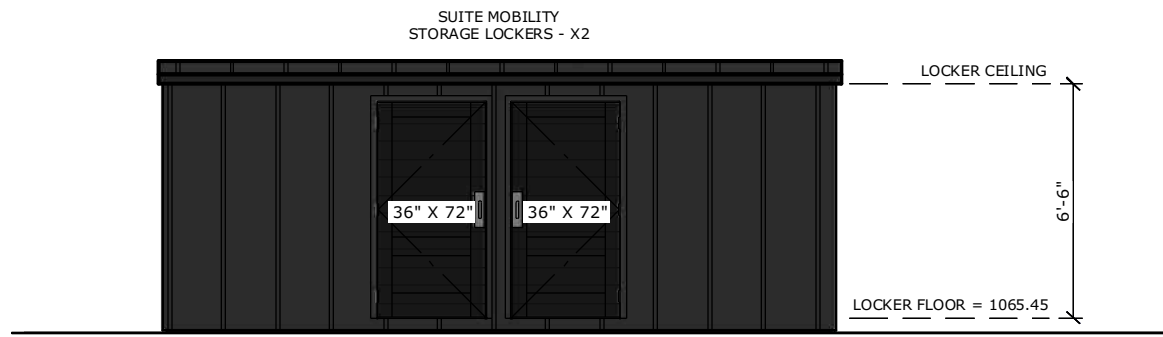 SUITE MOBILITY
STORAGE LOCKERS - X2
LOCKER CEILING
36" X 72"
36" X 72"
6'-6"
LOCKER FLOOR = 1065.45